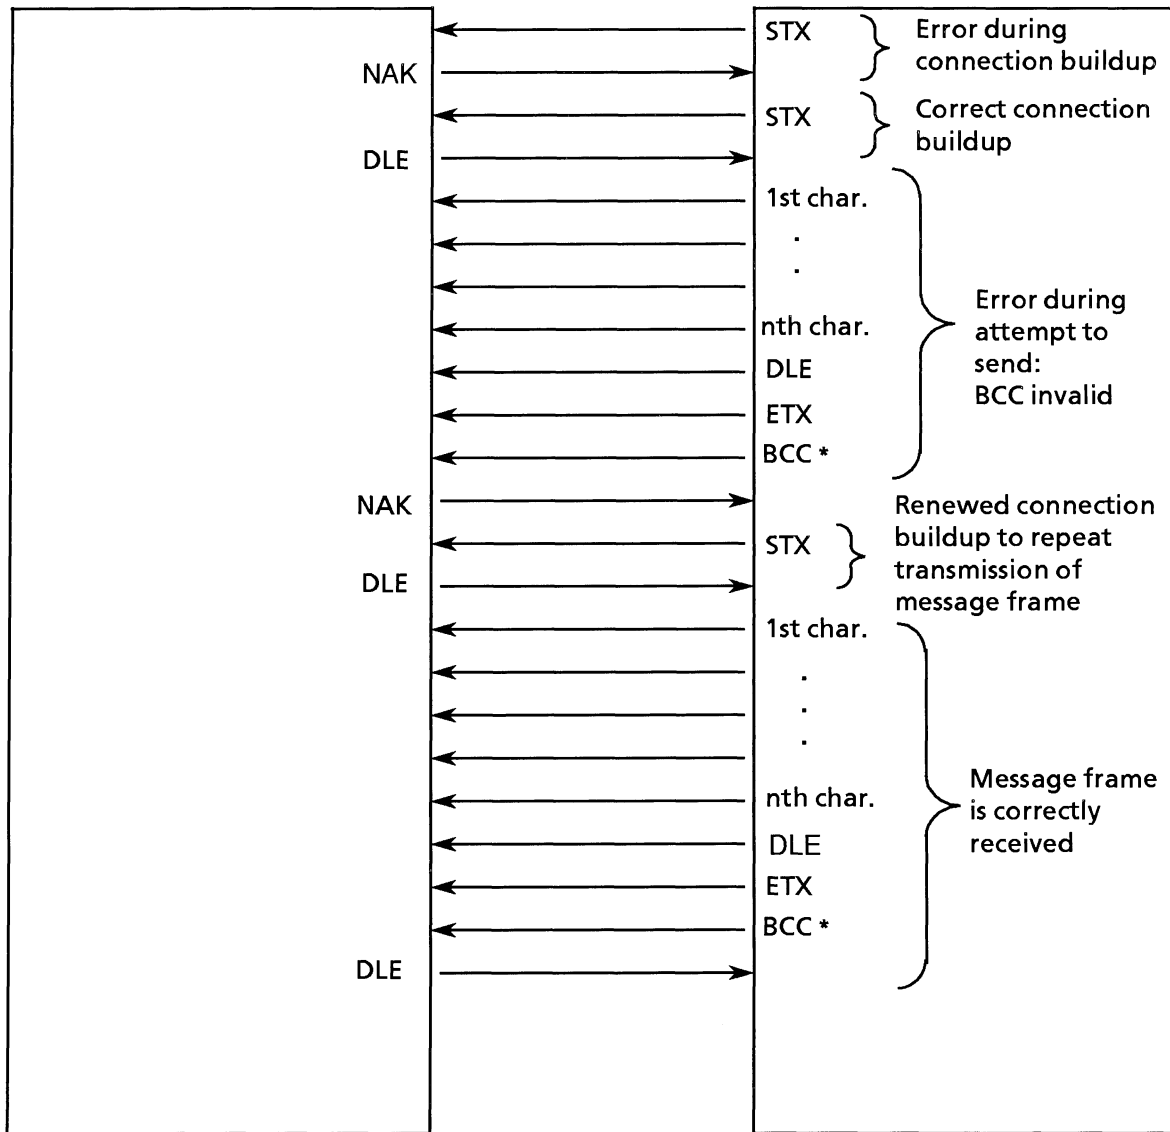 STX
Error during
connection buildup
NAK
STX
Correct connection
buildup
DLE
1st char.
.
.
nth char.
DLE
ETX
BCC *
Error during
attempt to
send:
BCC invalid
NAK
STX
Renewed connection
buildup to repeat
transmission of
message frame
DLE
1st char.
.
.
.
nth char.
DLE
ETX
BCC *
Message frame
is correctly
received
DLE